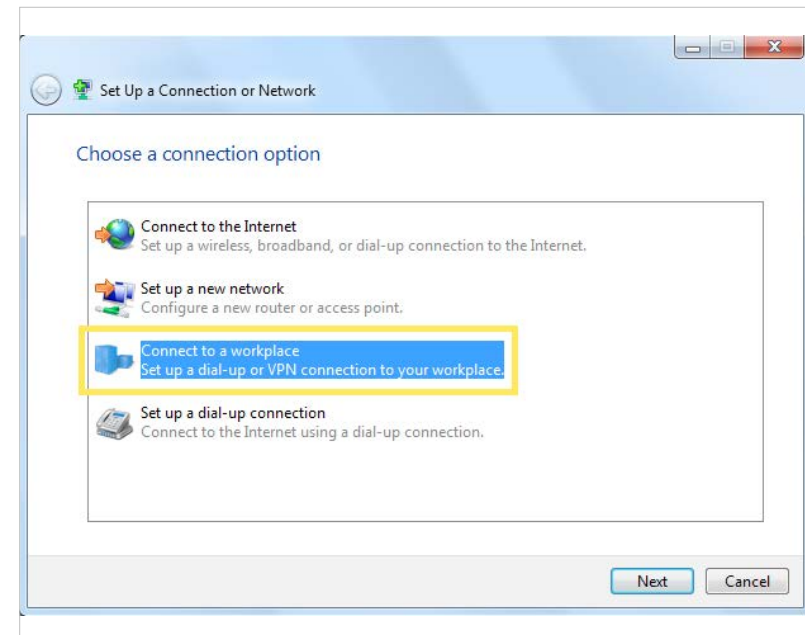 Set Up a Connection or Network
Choose a connection option
Connect to the Internet
Set up a wireless, broadband, or dial-up connection to the Internet.
Set up a new network
Configure a new router or access point.
Connect to a workplace
Set up a dial-up or VPN connection to your workplace.
Set up a dial-up connection
Connect to the Internet using a dial-up connection.
Next
Cancel